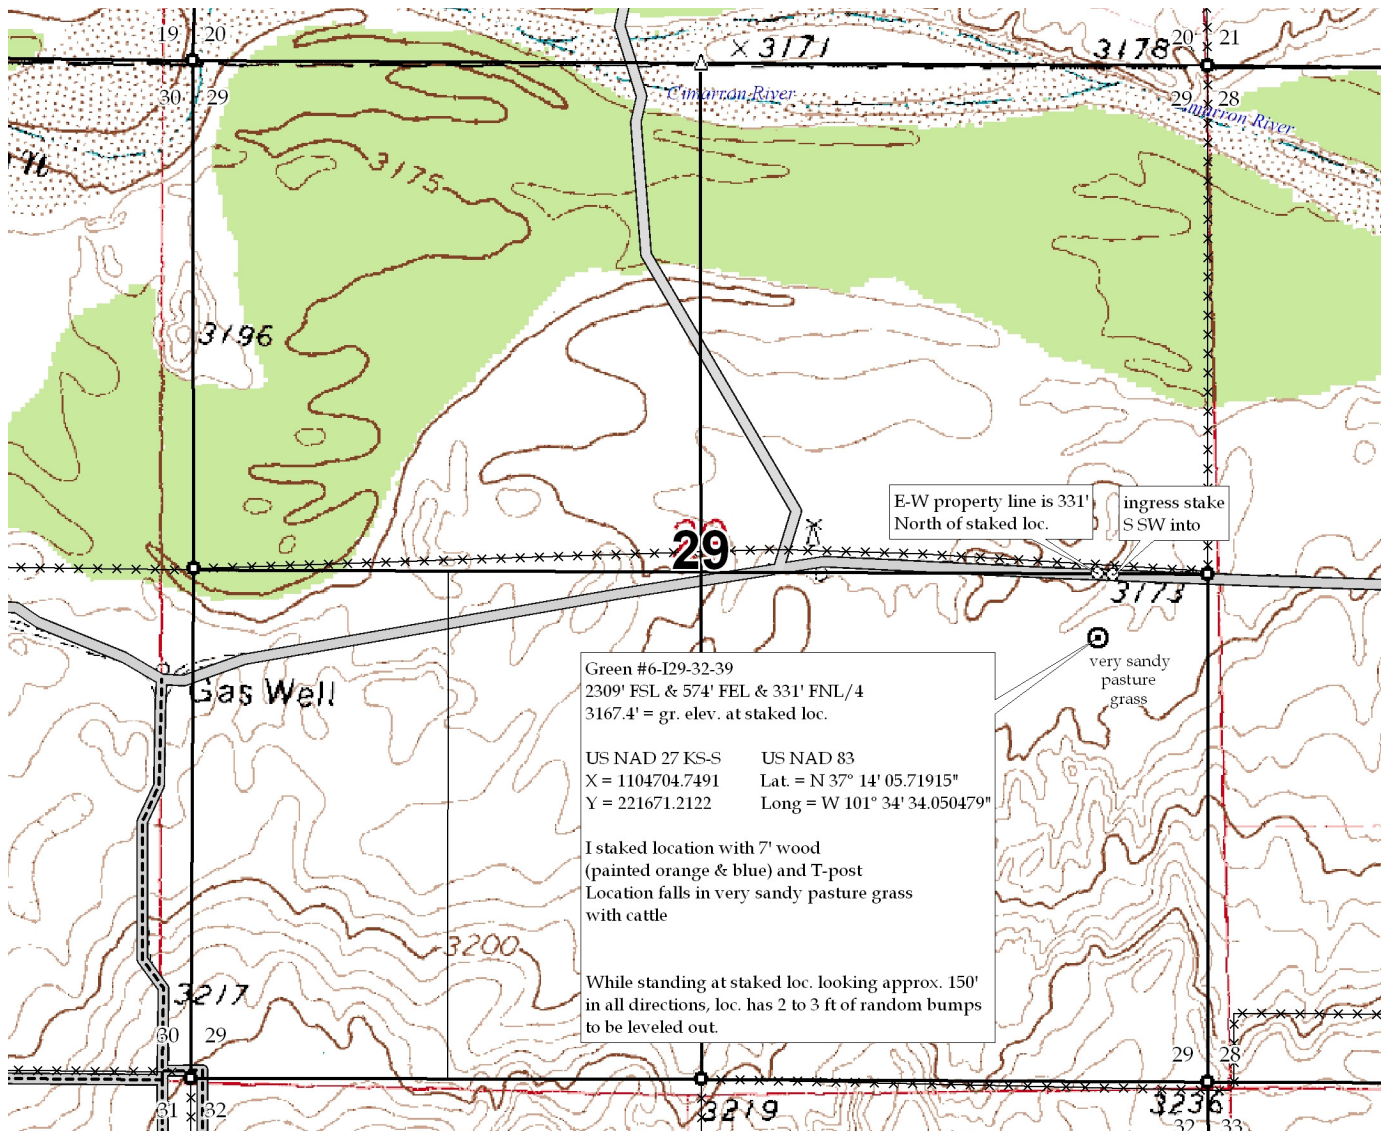 19 20
20 21
× 3171
3178
30 29
29 28
Cimarron River
Cimarron River
3175
3196
E-W property line is 331'
North of staked loc.
ingress stake
S SW into
29
3173
very sandy
pasture
grass
Gas Well
Green #6-I29-32-39
2309' FSL & 574' FEL & 331' FNL/4
3167.4' = gr. elev. at staked loc.
US NAD 27 KS-S US NAD 83
X = 1104704.7491 Lat. = N 37° 14' 05.71915"
Y = 221671.2122 Long = W 101° 34' 34.050479"
I staked location with 7' wood
(painted orange & blue) and T-post
Location falls in very sandy pasture grass
with cattle
While standing at staked loc. looking approx. 150'
in all directions, loc. has 2 to 3 ft of random bumps
to be leveled out.
3200
3217
30 29
29 28
31 32
3219
3236
32 33